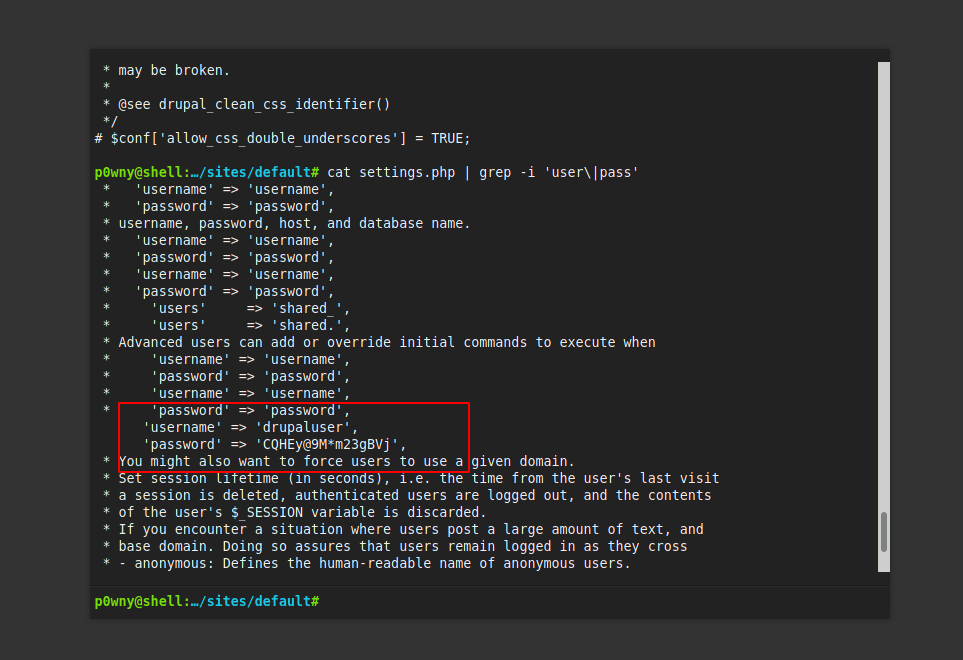 * may be broken.
*
* @see drupal_clean_css_identifier()
*/
# $conf['allow_css_double_underscores'] = TRUE;
p0wny@shell:…/sites/default# cat settings.php | grep -i 'user\|pass'
*   'username' => 'username',
*   'password' => 'password',
* username, password, host, and database name.
*   'username' => 'username',
*   'password' => 'password',
*   'username' => 'username',
*   'password' => 'password',
*     'users'     => 'shared_',
*     'users'     => 'shared.',
* Advanced users can add or override initial commands to execute when
*     'username' => 'username',
*     'password' => 'password',
*     'username' => 'username',
*     'password' => 'password',
'username' => 'drupaluser',
'password' => 'CQHEy@9M*m23gBVj',
* You might also want to force users to use a given domain.
* Set session lifetime (in seconds), i.e. the time from the user's last visit
* a session is deleted, authenticated users are logged out, and the contents
* of the user's $_SESSION variable is discarded.
* If you encounter a situation where users post a large amount of text, and
* base domain. Doing so assures that users remain logged in as they cross
* - anonymous: Defines the human-readable name of anonymous users.
p0wny@shell:…/sites/default#